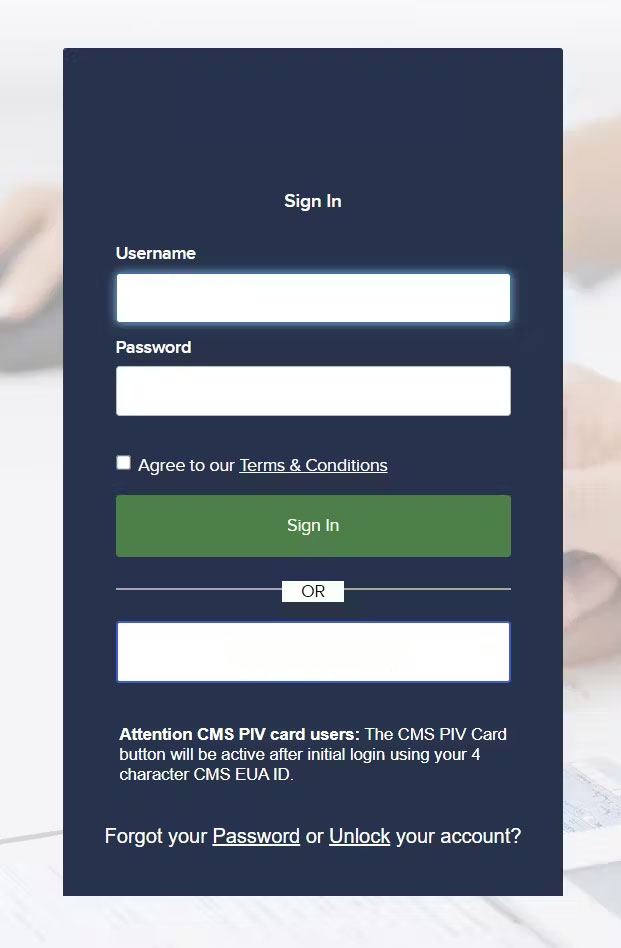 Sign In
Username
Password
Agree to our Terms & Conditions
Sign In
OR
Attention CMS PIV card users: The CMS PIV Card
button will be active after initial login using your 4
character CMS EUA ID.
Forgot your Password or Unlock your account?